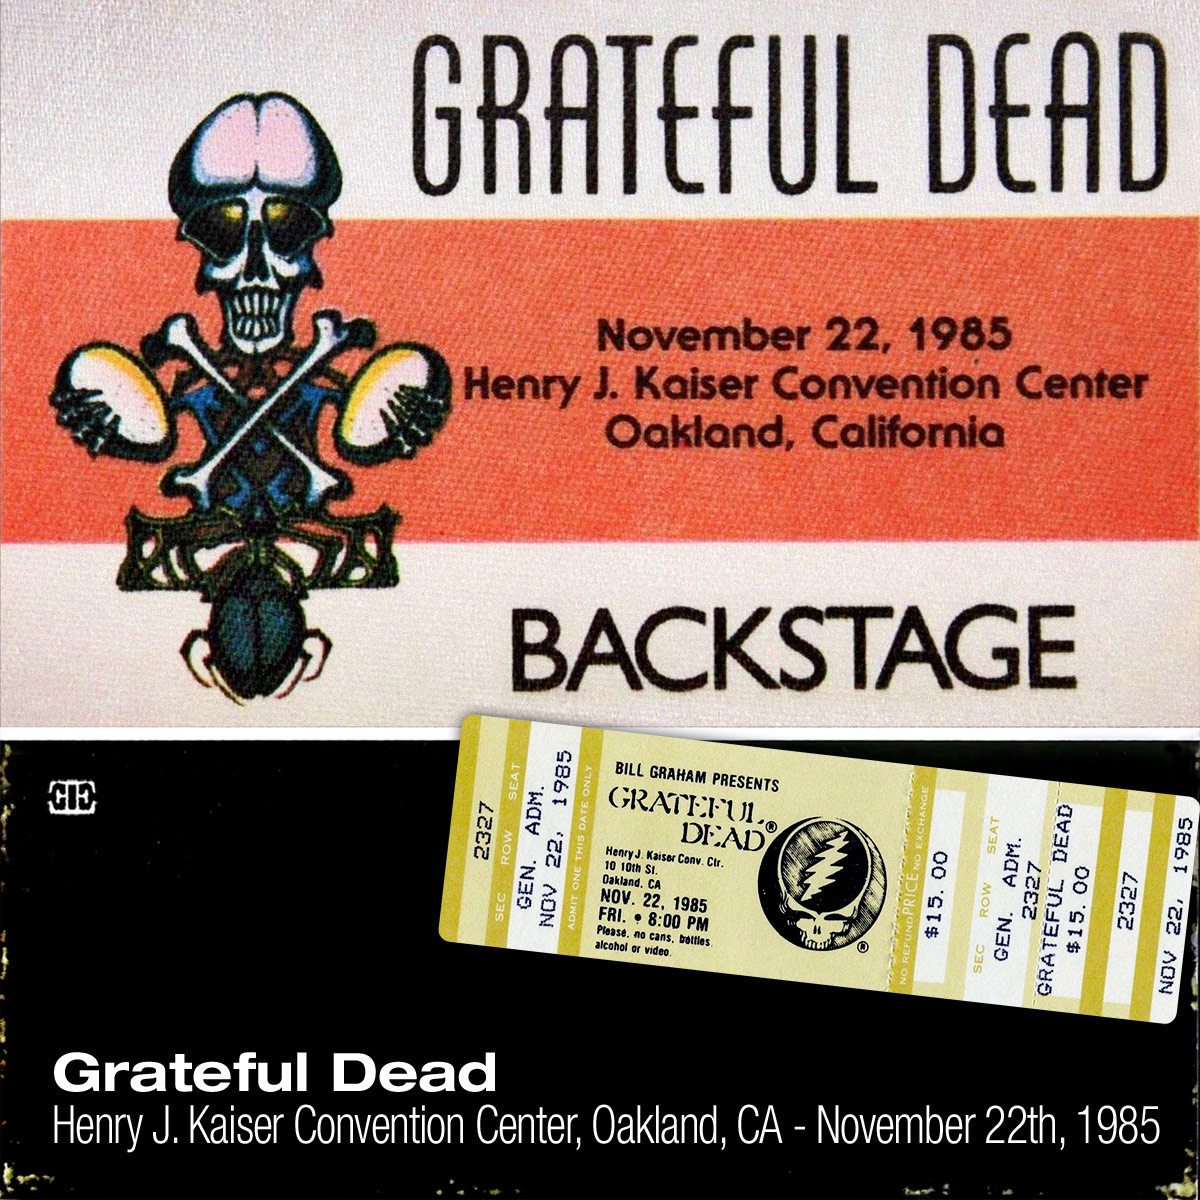 GRATEFUL DEAD
November 22, 1985
Henry J. Kaiser Convention Center
Oakland, California
BACKSTAGE
2327
SEC ROW SEAT
GEN. ADM.
NOV 22, 1985
ADMIT ONE THIS DATE ONLY
BILL GRAHAM PRESENTS
GRATEFUL
DEAD®
Henry J. Kaiser Conv. Ctr.
10 10th St.
Oakland, CA
NOV. 22, 1985
FRI. • 8:00 PM
Please, no cans, bottles,
alcohol or video.
®
NO REFUND PRICE NO EXCHANGE
$15.00
SEC ROW SEAT
GEN. ADM.
2327
GRATEFUL DEAD
$15.00
2327
NOV 22, 1985
Grateful Dead
Henry J. Kaiser Convention Center, Oakland, CA - November 22th, 1985